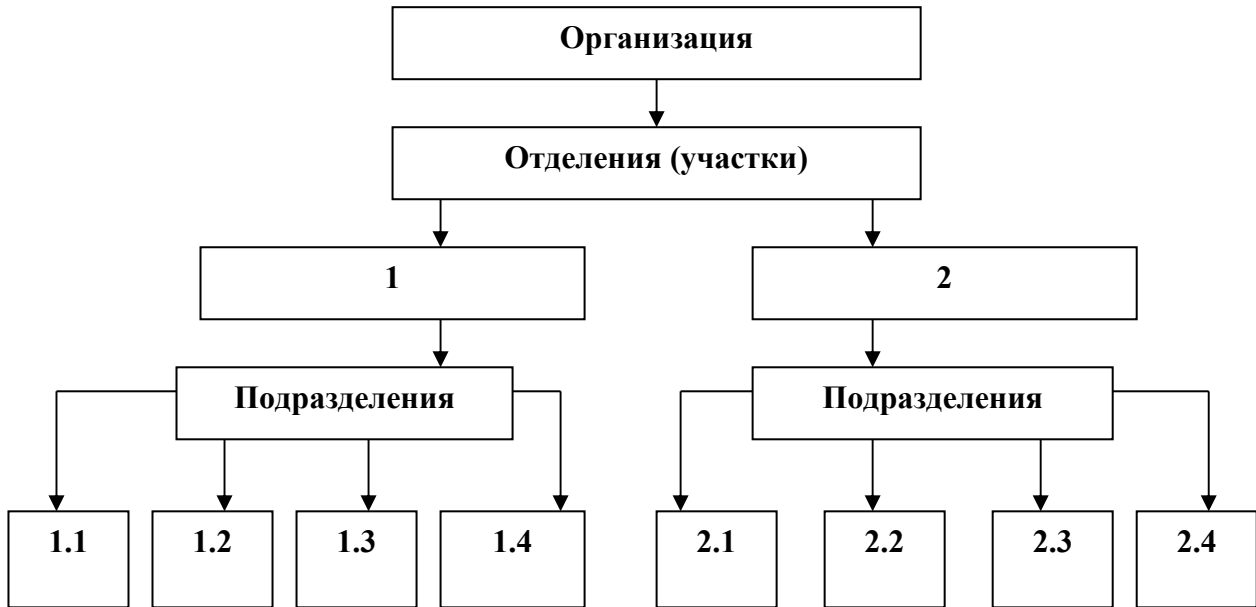 Организация
Отделения (участки)
1
2
Подразделения
Подразделения
1.1
1.2
1.3
1.4
2.1
2.2
2.3
2.4